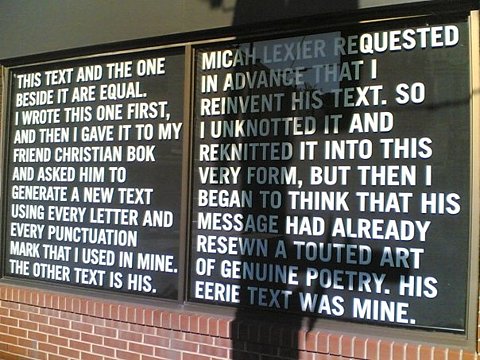 THIS TEXT AND THE ONE
BESIDE IT ARE EQUAL.
I WROTE THIS ONE FIRST,
AND THEN I GAVE IT TO MY
FRIEND CHRISTIAN BOK
AND ASKED HIM TO
GENERATE A NEW TEXT
USING EVERY LETTER AND
EVERY PUNCTUATION
MARK THAT I USED IN MINE.
THE OTHER TEXT IS HIS.
MICAH LEXIER REQUESTED
IN ADVANCE THAT I
REINVENT HIS TEXT. SO
I UNKNOTTED IT AND
REKNITTED IT INTO THIS
VERY FORM, BUT THEN I
BEGAN TO THINK THAT HIS
MESSAGE HAD ALREADY
RESEWN A TOUTED ART
OF GENUINE POETRY. HIS
EERIE TEXT WAS MINE.